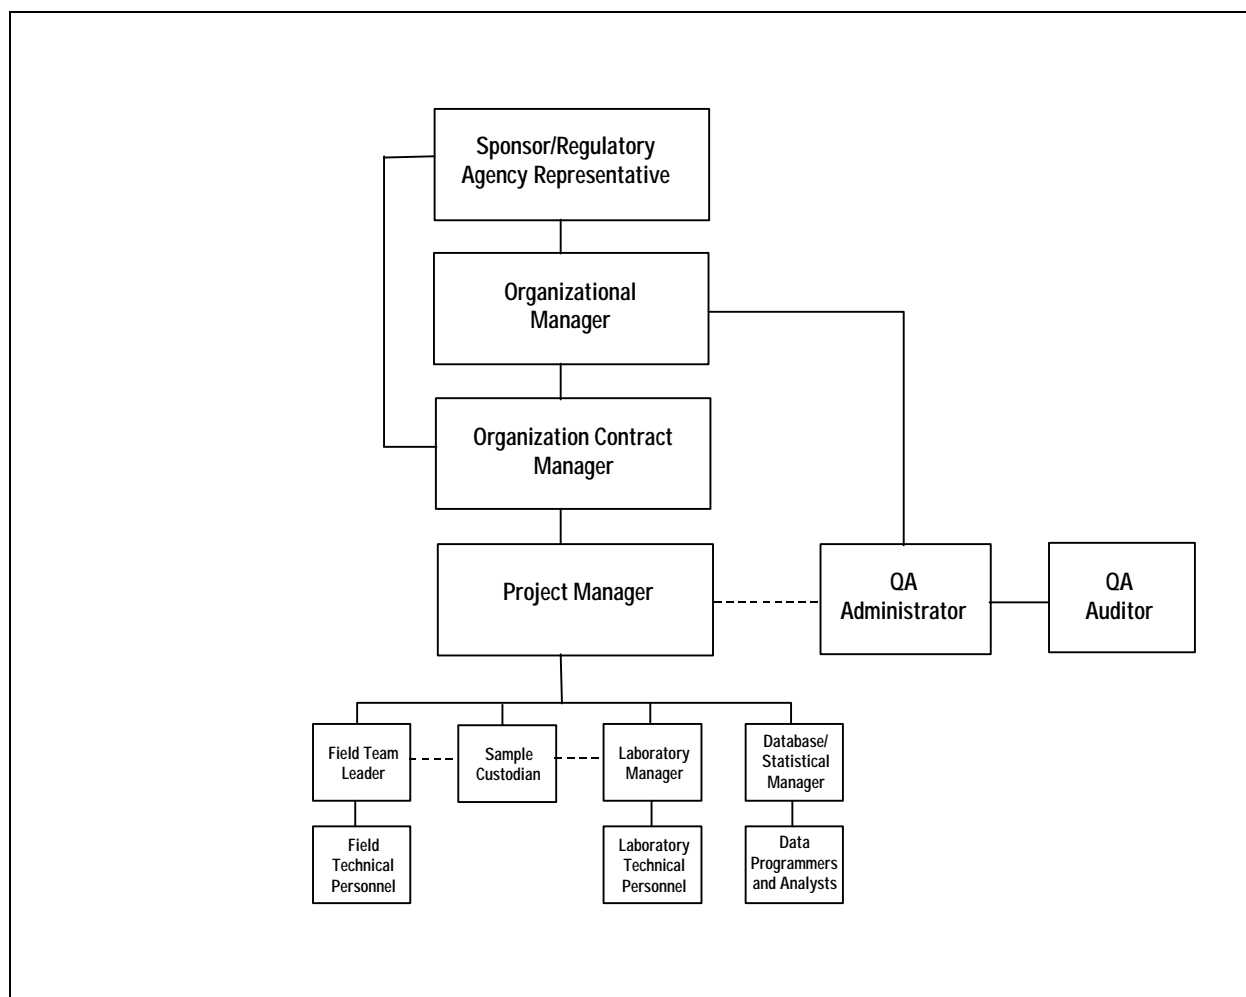 Sponsor/Regulatory
Agency Representative
Organizational
Manager
Organization Contract
Manager
Project Manager
QA
Administrator
QA
Auditor
Field Team
Leader
Sample
Custodian
Laboratory
Manager
Database/
Statistical
Manager
Field
Technical
Personnel
Laboratory
Technical
Personnel
Data
Programmers
and Analysts